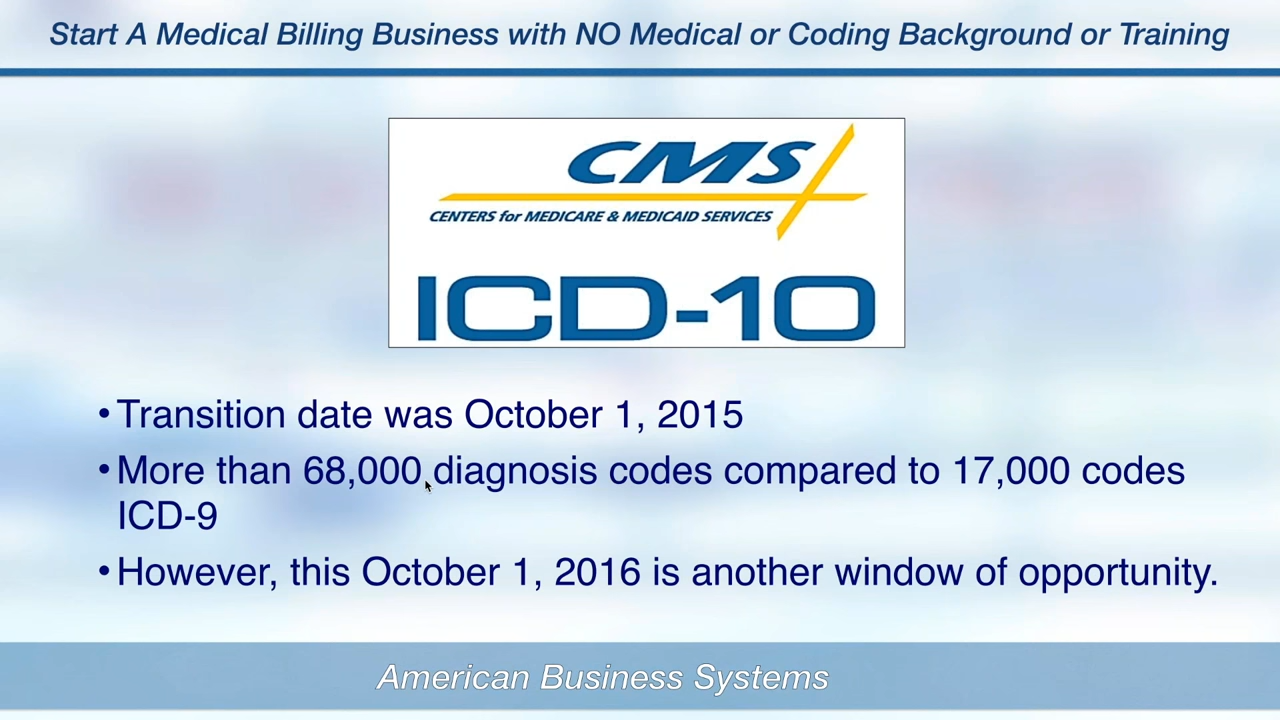 Start A Medical Billing Business with NO Medical or Coding Background or Training
CMS
CENTERS for MEDICARE & MEDICAID SERVICES
ICD-10
• Transition date was October 1, 2015
• More than 68,000 diagnosis codes compared to 17,000 codes
ICD-9
• However, this October 1, 2016 is another window of opportunity.
American Business Systems